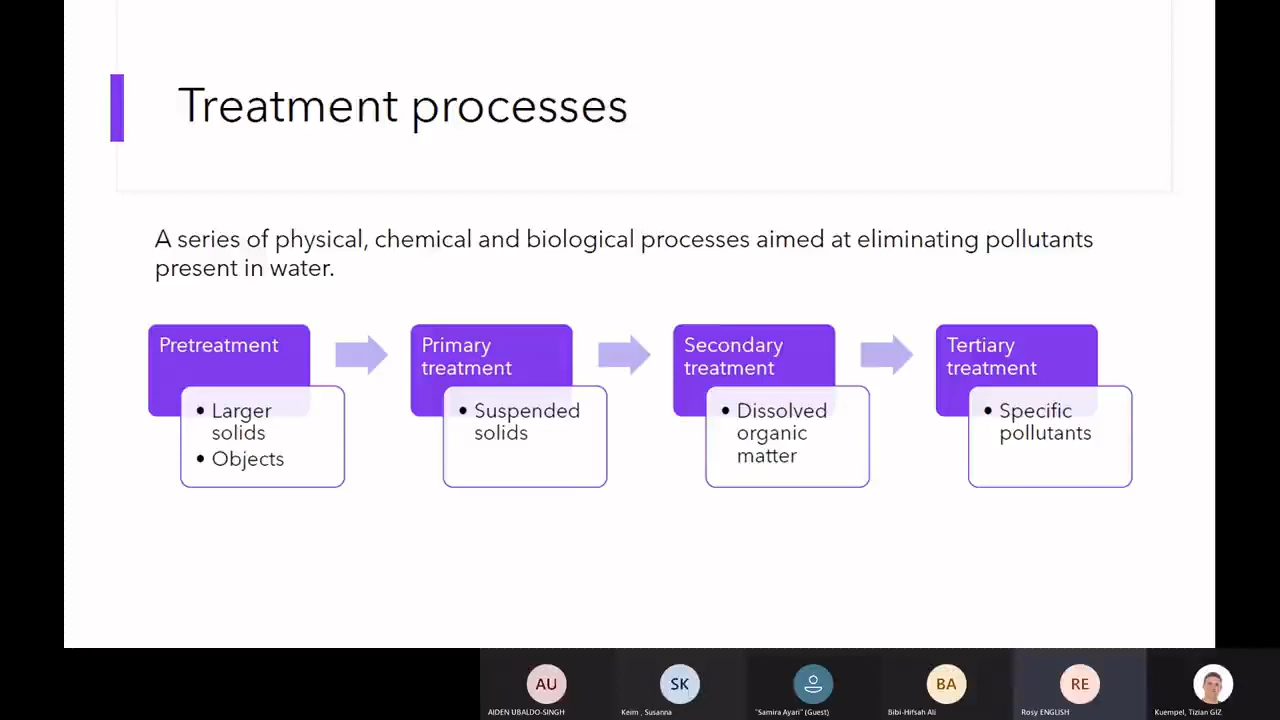 Treatment processes
A series of physical, chemical and biological processes aimed at eliminating pollutants
present in water.
Pretreatment
• Larger
solids
• Objects
Primary
treatment
• Suspended
solids
Secondary
treatment
• Dissolved
organic
matter
Tertiary
treatment
• Specific
pollutants
AU
SK
BA
RE
AIDEN UBALDO-SINGH
Keim , Susanna
"Samira Ayari" (Guest)
Bibi-Hifsah Ali
Rosy ENGLISH
Kuempel, Tizian GIZ